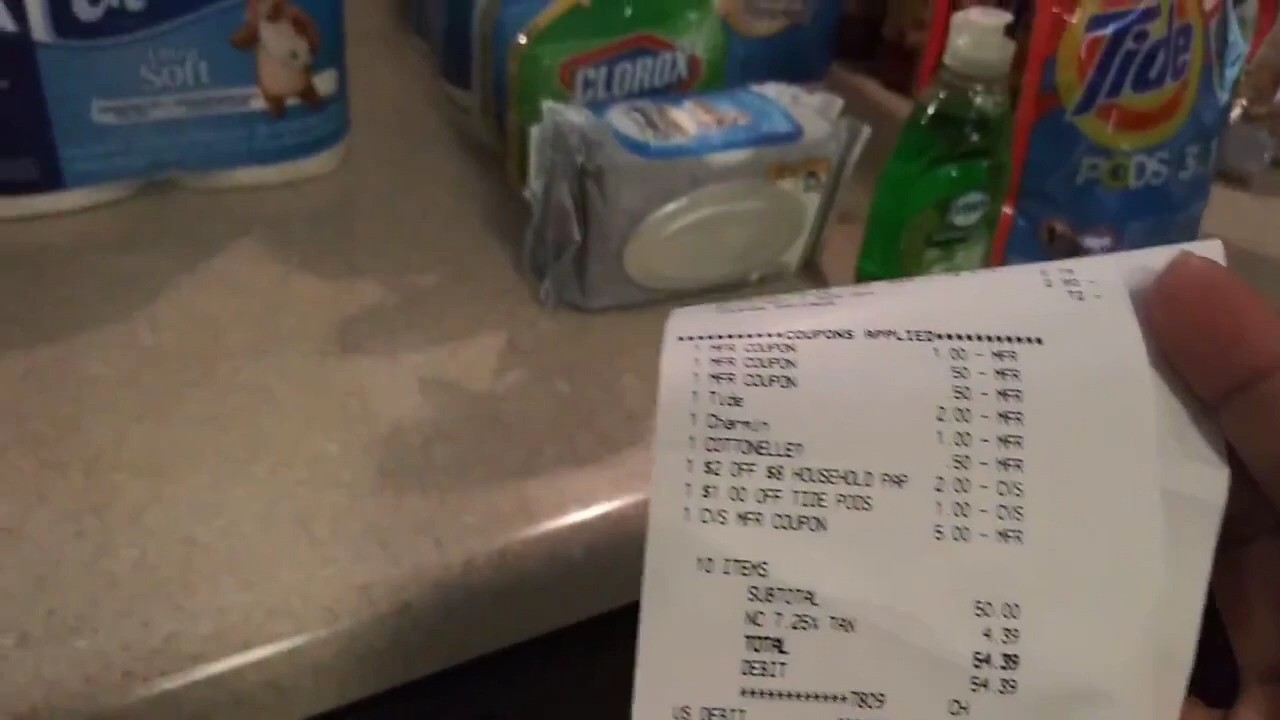 Ultra
Soft
CLOROX
Tide
PODS
***********COUPONS APPLIED***********
1 MFR COUPON 1.00 - MFR
1 MFR COUPON .50 - MFR
1 MFR COUPON .50 - MFR
1 Tide 2.00 - MFR
1 Charmin 1.00 - MFR
1 COTTONELLE? .50 - MFR
1 $2 OFF $8 HOUSEHOLD PAP 2.00 - CVS
1 $1.00 OFF TIDE PODS 1.00 - CVS
1 CVS MFR COUPON 5.00 - MFR
10 ITEMS
SUBTOTAL 50.00
NC 7.25% TAX 4.39
TOTAL 54.39
DEBIT 54.39
************7809 CH
US DEBIT